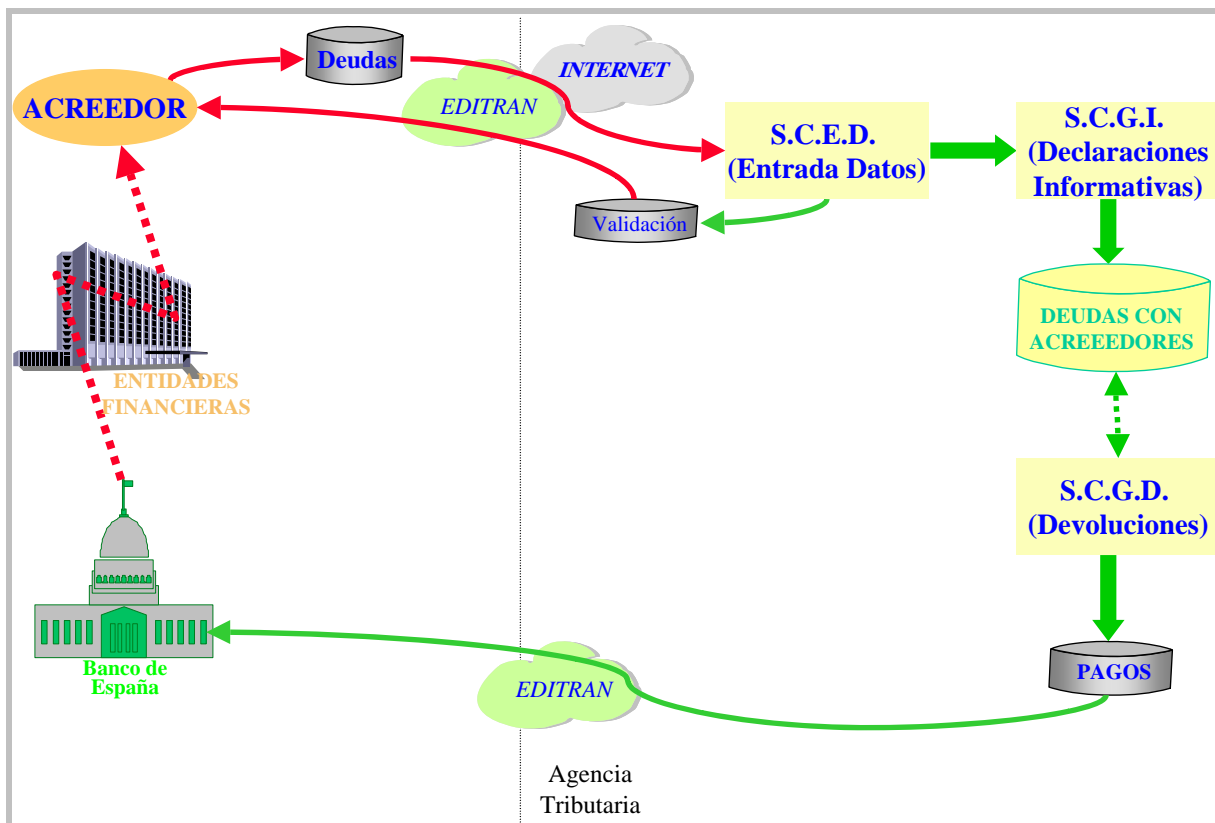 Deudas
INTERNET
ACREEDOR
EDITRAN
S.C.E.D.
(Entrada Datos)
S.C.G.I.
(Declaraciones
Informativas)
Validación
DEUDAS CON
ACREEEDORES
ENTIDADES
FINANCIERAS
S.C.G.D.
(Devoluciones)
Banco de
España
EDITRAN
PAGOS
Agencia
Tributaria